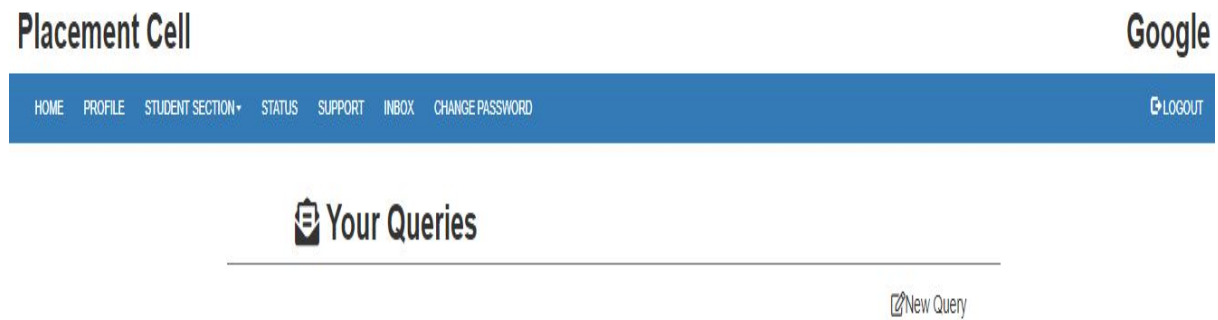 Placement Cell Google
HOME PROFILE STUDENT SECTION STATUS SUPPORT INBOX CHANGE PASSWORD LOGOUT
Your Queries
New Query